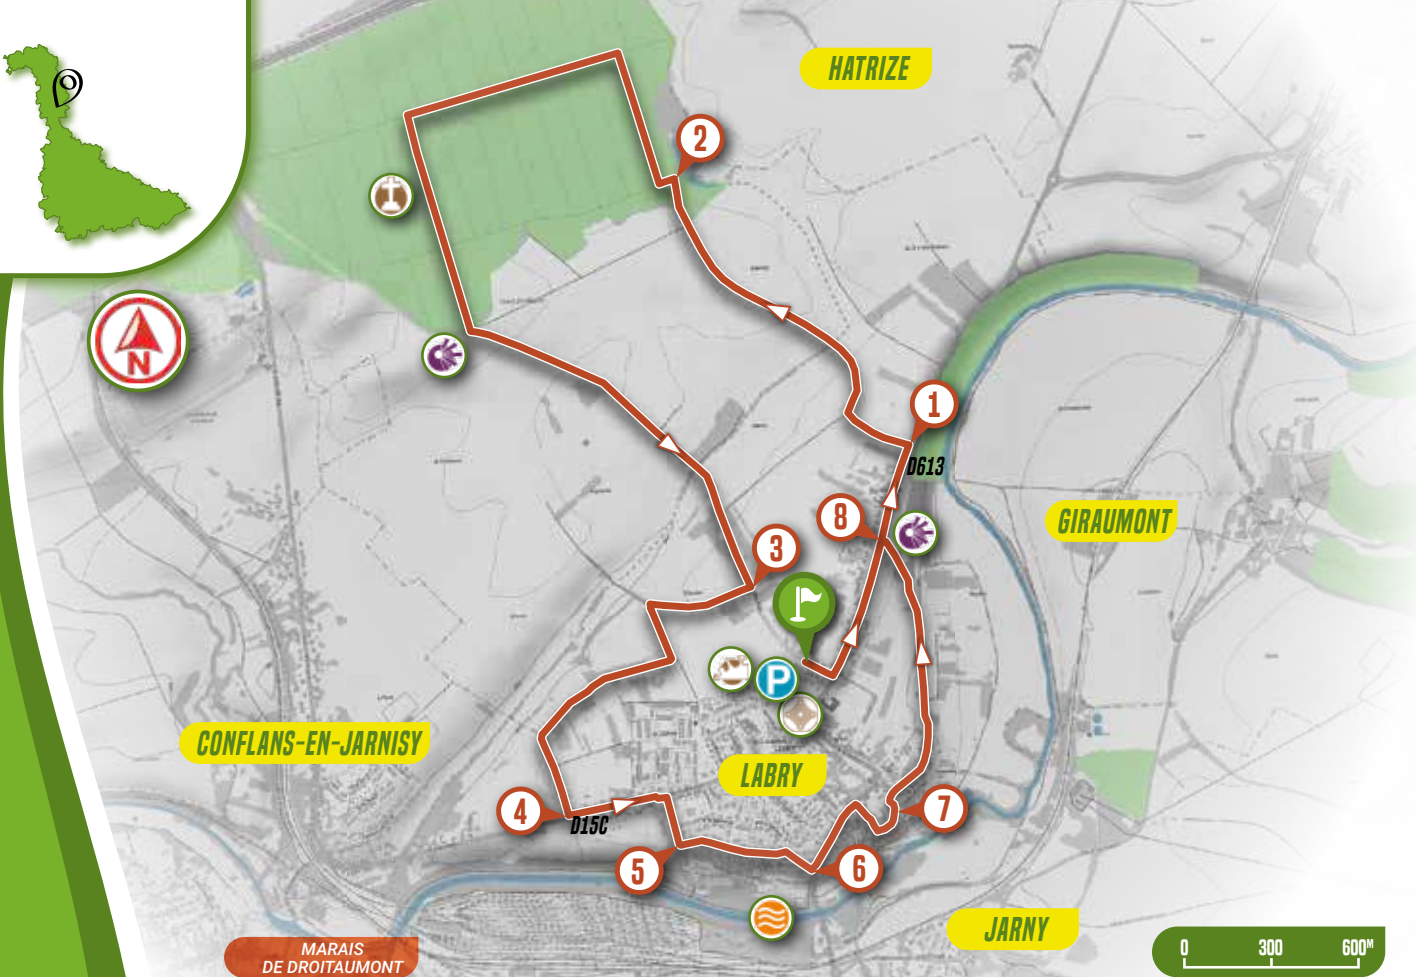 HATRIZE
2
N
1
D613
8
GIRAUMONT
3
P
CONFLANS-EN-JARNISY
LABRY
4
D15C
7
5
6
JARNY
MARAIS
DE DROITAUMONT
0 300 600M